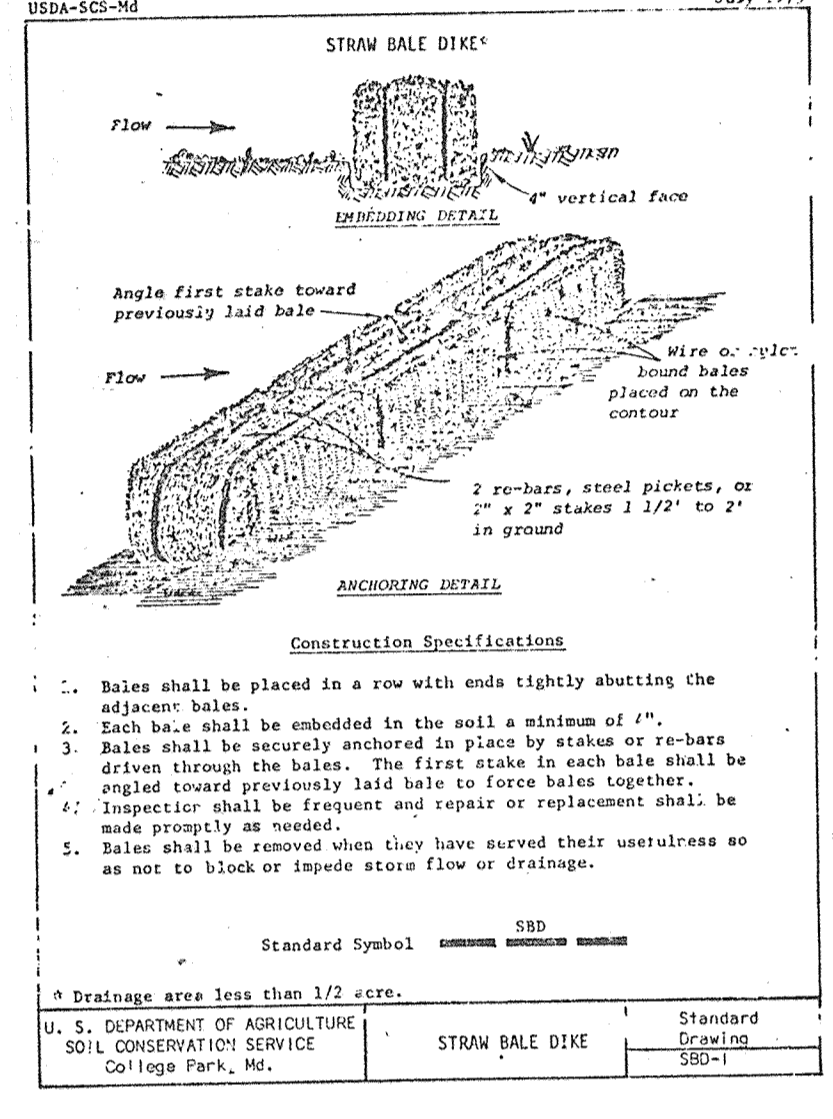 USDA-SCS-Md
STRAW BALE DIKE*
Flow
4" vertical face
EMBEDDING DETAIL
Angle first stake toward
previously laid bale
Flow
Wire or
bound bales
placed on the
contour
2 re-bars, steel pickets, or
2" x 2" stakes 1 1/2' to 2'
in ground
ANCHORING DETAIL
Construction Specifications
1. Bales shall be placed in a row with ends tightly abutting the
adjacent bales.
2. Each bale shall be embedded in the soil a minimum of 4".
3. Bales shall be securely anchored in place by stakes or re-bars
driven through the bales. The first stake in each bale shall be
angled toward previously laid bale to force bales together.
4. Inspection shall be frequent and repair or replacement shall be
made promptly as needed.
5. Bales shall be removed when they have served their usefulness so
as not to block or impede storm flow or drainage.
SBD
Standard Symbol
* Drainage area less than 1/2 acre.
U. S. DEPARTMENT OF AGRICULTURE
SOIL CONSERVATION SERVICE
College Park, Md.
STRAW BALE DIKE
Standard
Drawing
SBD-1